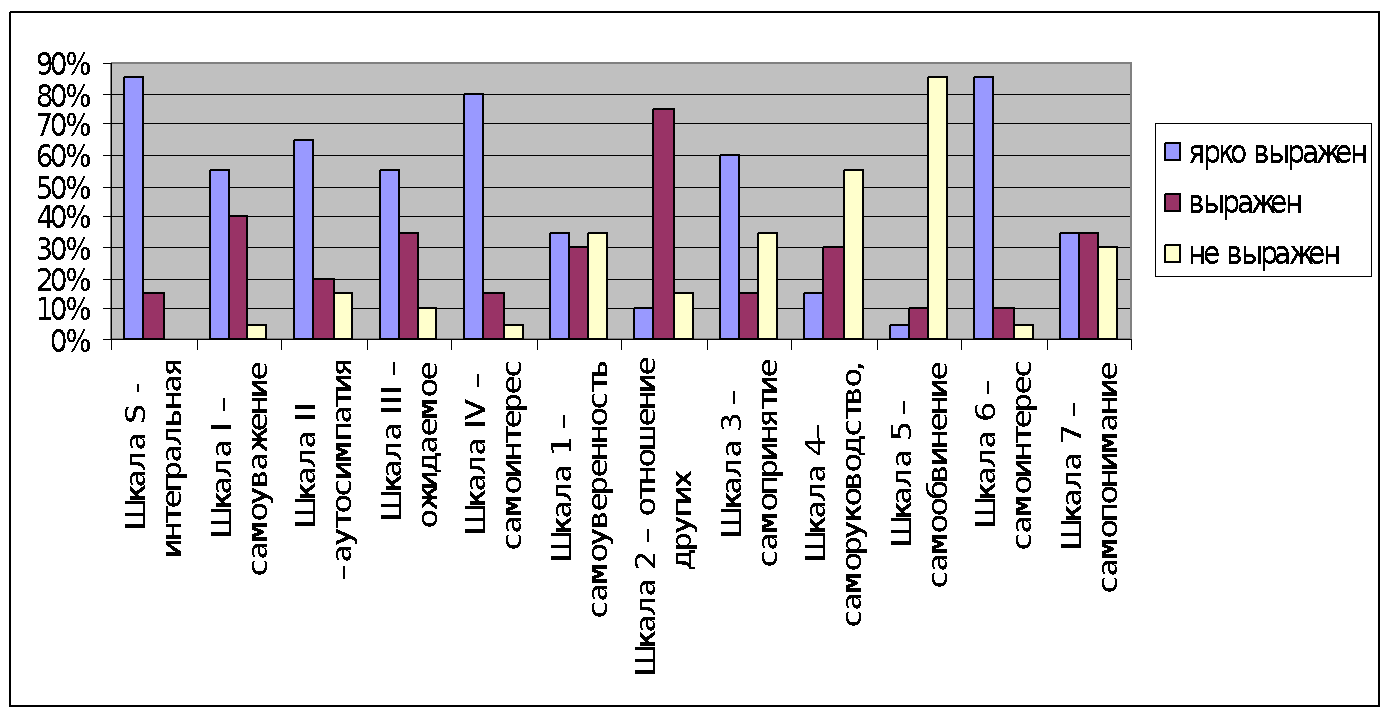 90%
80%
70%
60%
50%
40%
30%
20%
10%
0%
Шкала S -
интегральная
Шкала I –
самоуважение
Шкала II
– аутосимпатия
Шкала III –
ожидаемое
Шкала IV –
самоинтерес
Шкала 1 –
самоуверенность
Шкала 2 – отношение
других
Шкала 3 –
самопринятие
Шкала 4–
саморуководство,
Шкала 5 –
самообвинение
Шкала 6 –
самоинтерес
Шкала 7 –
самопонимание
ярко выражен
выражен
не выражен